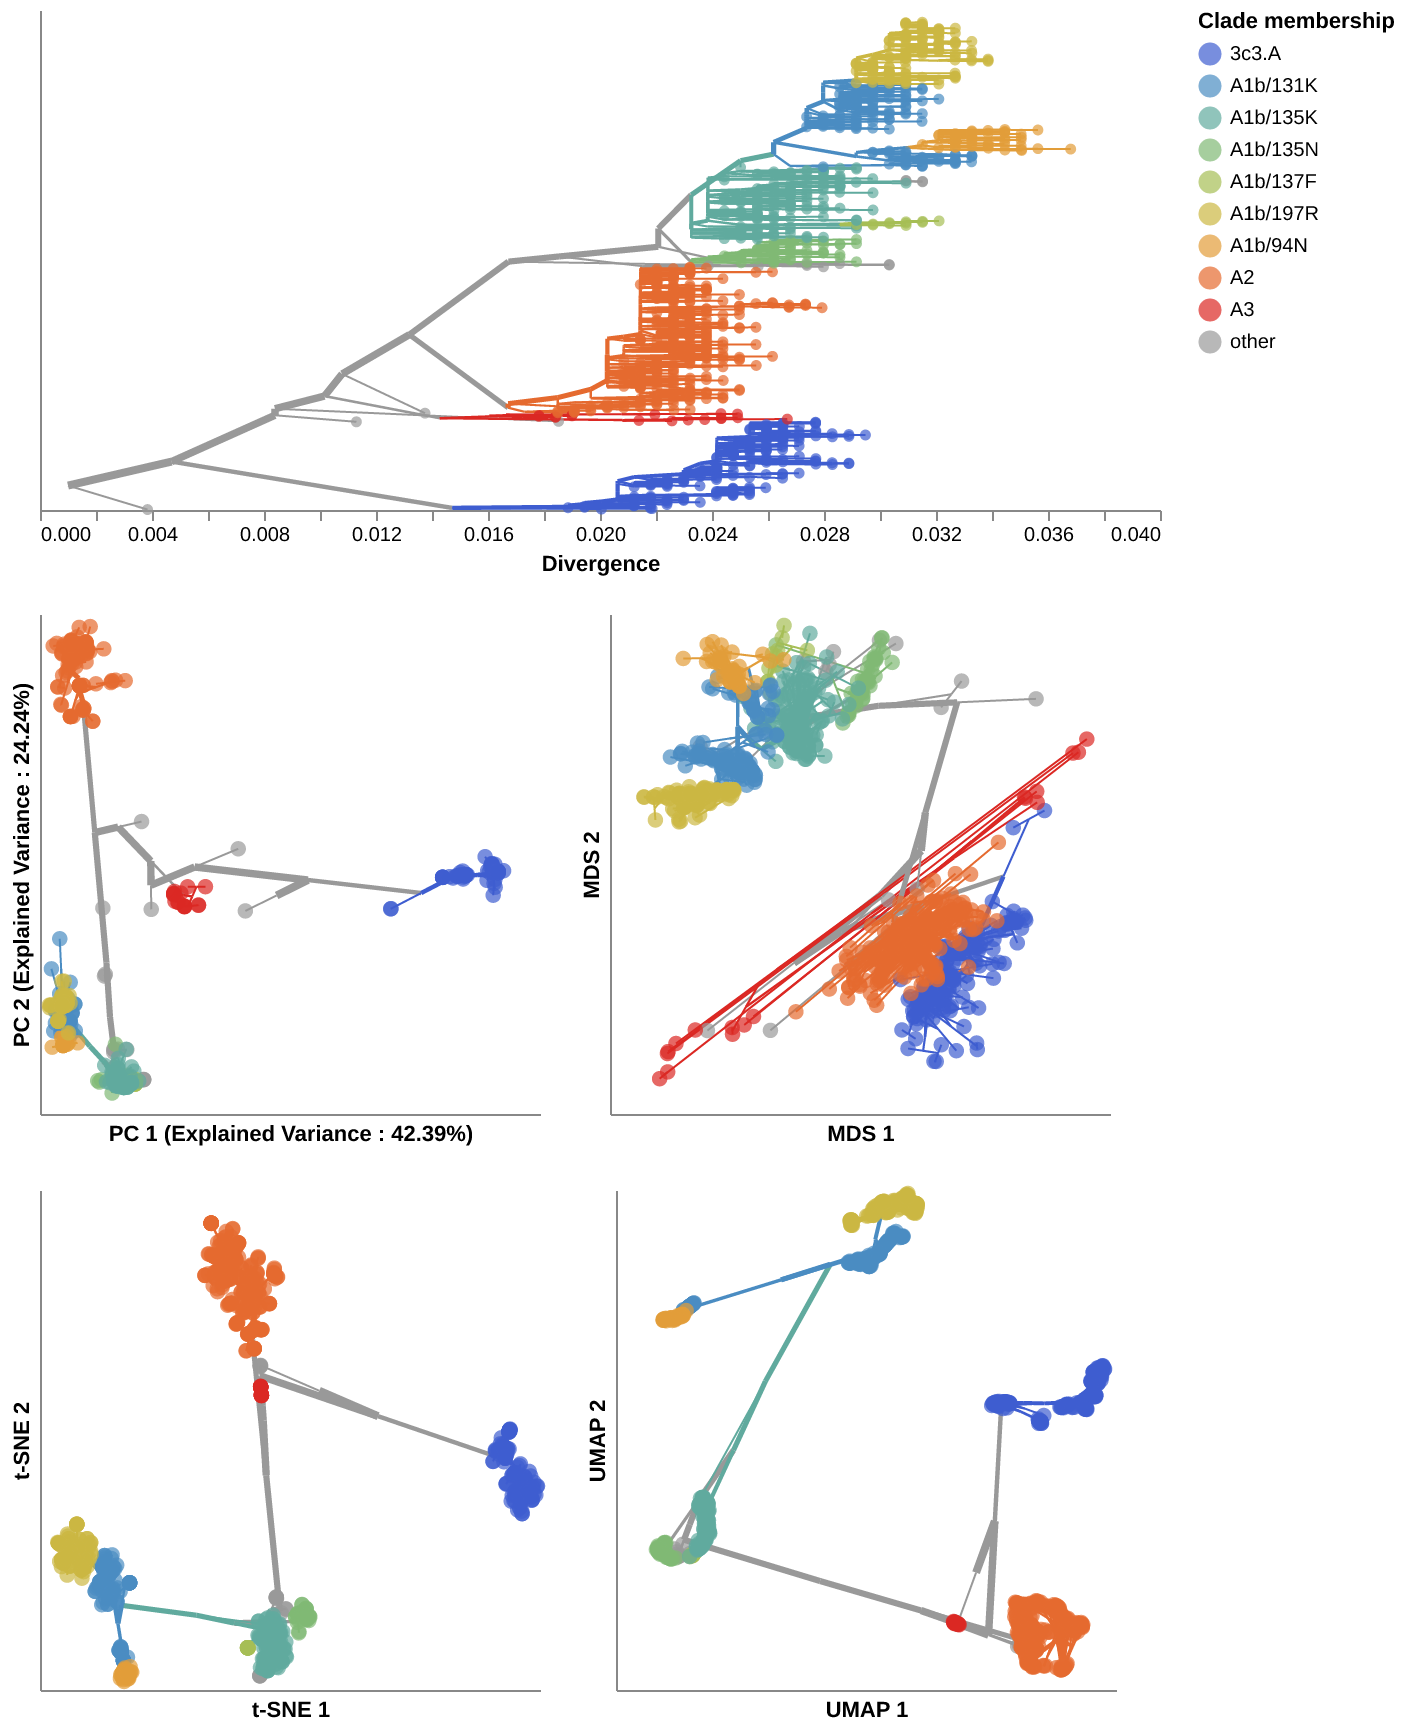 Clade membership
3c3.A
A1b/131K
A1b/135K
A1b/135N
A1b/137F
A1b/197R
A1b/94N
A2
A3
other
0.000 0.004 0.008 0.012 0.016 0.020 0.024 0.028 0.032 0.036 0.040
Divergence
PC 2 (Explained Variance : 24.24%)
PC 1 (Explained Variance : 42.39%)
MDS 2
MDS 1
t-SNE 2
t-SNE 1
UMAP 2
UMAP 1